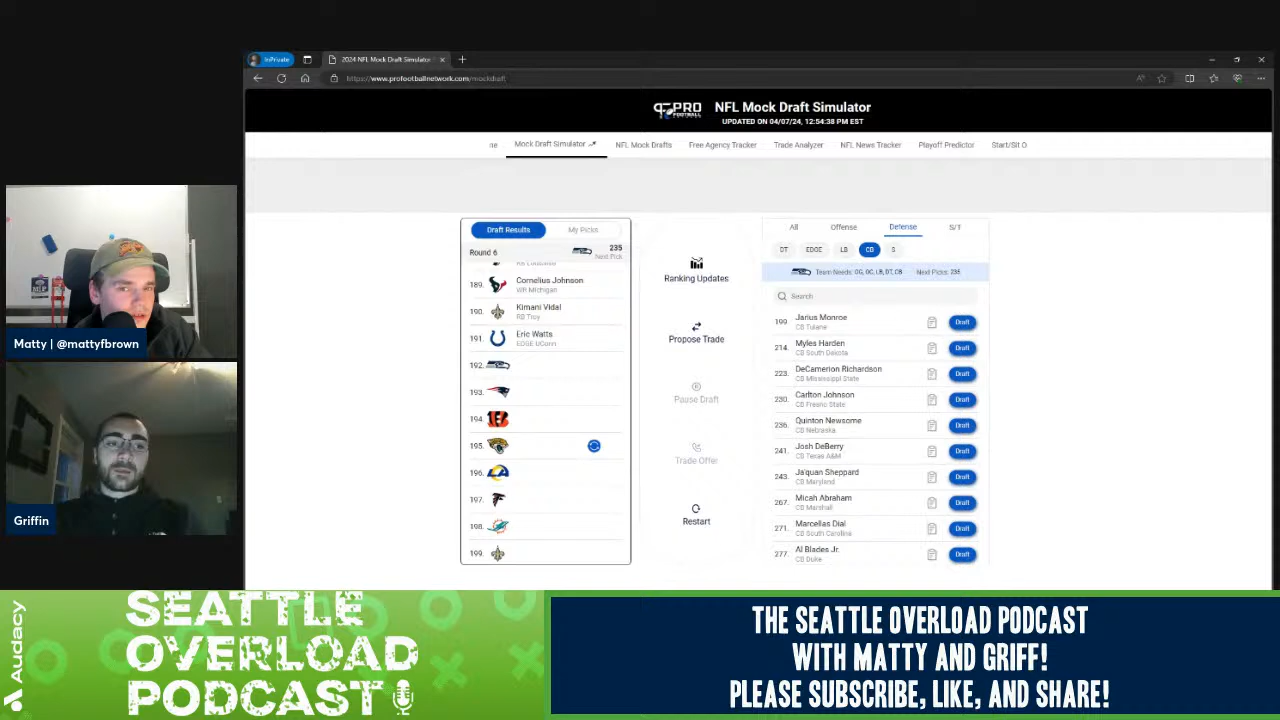 InPrivate
2024 NFL Mock Draft Simulator
https://www.profootballnetwork.com/mockdraft
PRO
FOOTBALL
NFL Mock Draft Simulator
UPDATED ON 04/07/24, 12:54:38 PM EST
ne
Mock Draft Simulator
NFL Mock Drafts
Free Agency Tracker
Trade Analyzer
NFL News Tracker
Playoff Predictor
Start/Sit O
Draft Results
My Picks
Round 6
235
Next Pick
189.
Cornelius Johnson
WR Michigan
190.
Kimani Vidal
RB Troy
191.
Eric Watts
EDGE UConn
192.
193.
194.
195.
196.
197.
198.
199.
Ranking Updates
Propose Trade
Pause Draft
Trade Offer
Restart
All
Offense
Defense
S/T
DT
EDGE
LB
CB
S
Team Needs: OG, OC, LB, DT, CB
Next Picks: 235
Search
199.
Jarius Monroe
CB Tulane
Draft
214.
Myles Harden
CB South Dakota
Draft
223.
DeCamerion Richardson
CB Mississippi State
Draft
230.
Carlton Johnson
CB Fresno State
Draft
236.
Quinton Newsome
CB Nebraska
Draft
241.
Josh DeBerry
CB Texas A&M
Draft
243.
Ja'quan Sheppard
CB Maryland
Draft
267.
Micah Abraham
CB Marshall
Draft
271.
Marcellas Dial
CB South Carolina
Draft
277.
Al Blades Jr.
CB Duke
Draft
Matty | @mattyfbrown
Griffin
Audacy
SEATTLE
OVERLOAD
PODCAST
THE SEATTLE OVERLOAD PODCAST
WITH MATTY AND GRIFF!
PLEASE SUBSCRIBE, LIKE, AND SHARE!